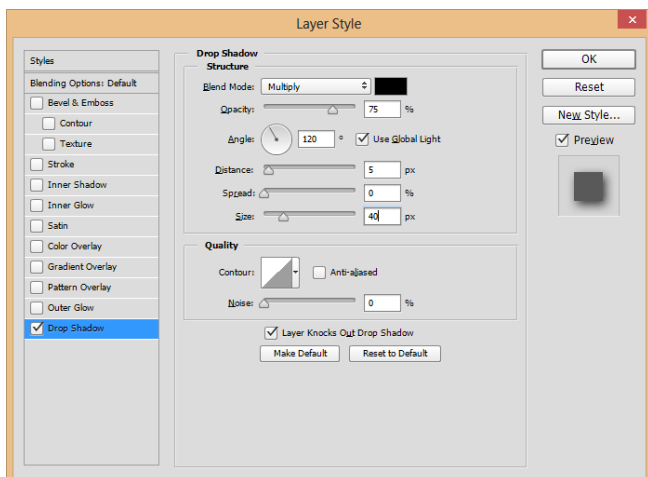 Layer Style
×
Styles
Blending Options: Default
Bevel & Emboss
Contour
Texture
Stroke
Inner Shadow
Inner Glow
Satin
Color Overlay
Gradient Overlay
Pattern Overlay
Outer Glow
Drop Shadow
Drop Shadow
Structure
Blend Mode: Multiply
Opacity: 75 %
Angle: 120 ° Use Global Light
Distance: 5 px
Spread: 0 %
Size: 40 px
Quality
Contour: Anti-aliased
Noise: 0 %
Layer Knocks Out Drop Shadow
Make Default Reset to Default
OK
Reset
New Style...
Preview